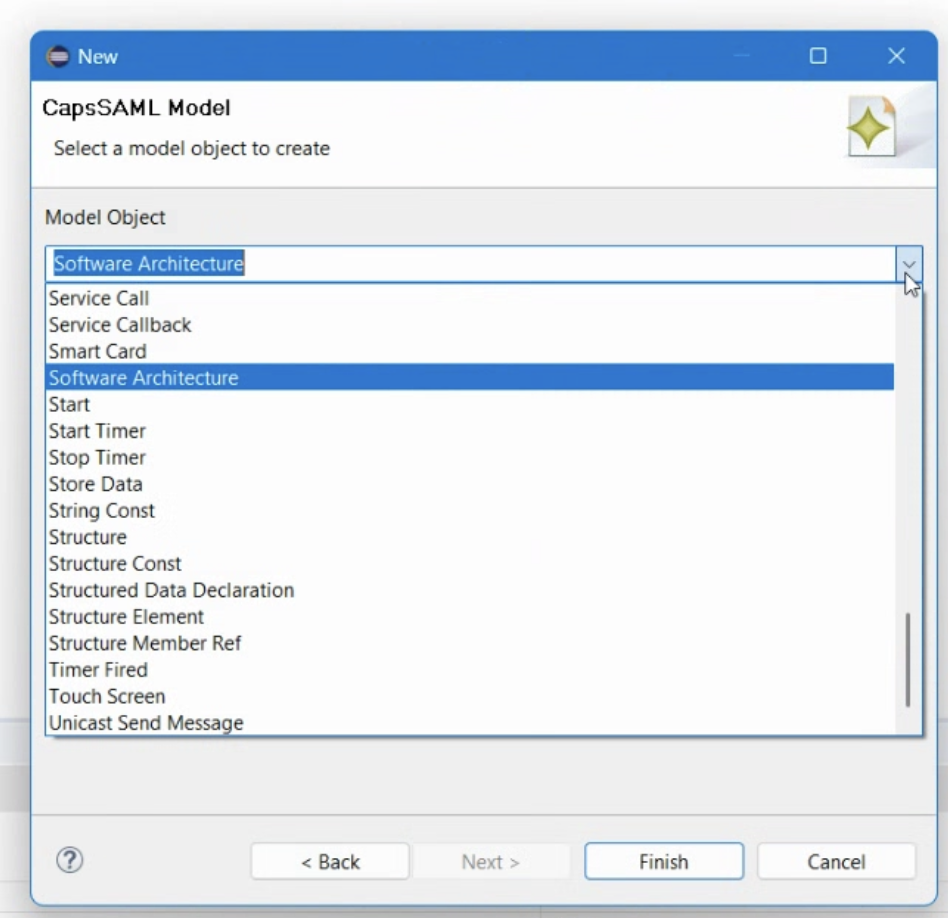 New
CapsSAML Model
Select a model object to create
Model Object
Software Architecture
Service Call
Service Callback
Smart Card
Software Architecture
Start
Start Timer
Stop Timer
Store Data
String Const
Structure
Structure Const
Structured Data Declaration
Structure Element
Structure Member Ref
Timer Fired
Touch Screen
Unicast Send Message
? < Back Next > Finish Cancel